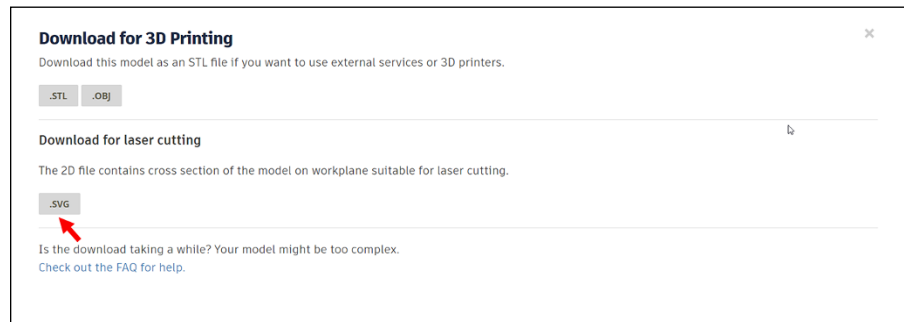 Download for 3D Printing
Download this model as an STL file if you want to use external services or 3D printers.
.STL .OBJ
Download for laser cutting
The 2D file contains cross section of the model on workplane suitable for laser cutting.
.SVG
Is the download taking a while? Your model might be too complex.
Check out the FAQ for help.